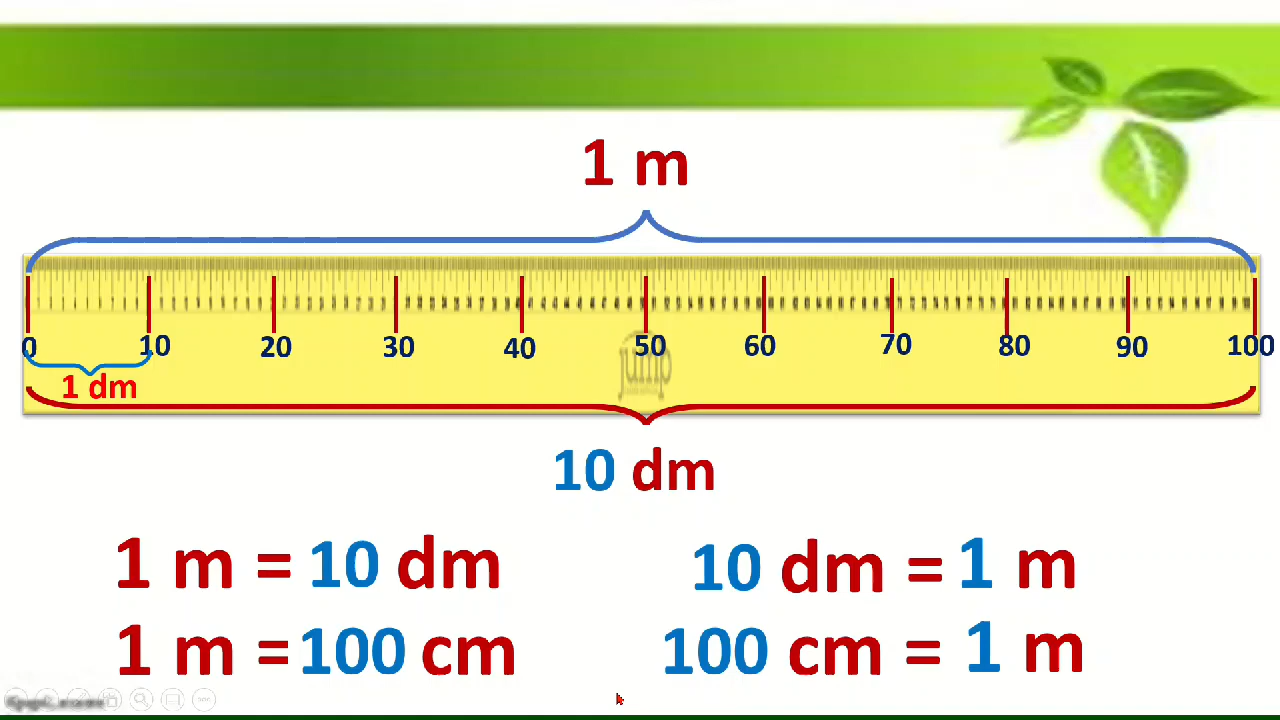 1 m
0 10 20 30 40 50 60 70 80 90 100
jump
1 dm
10 dm
1 m = 10 dm 10 dm = 1 m
1 m = 100 cm 100 cm = 1 m